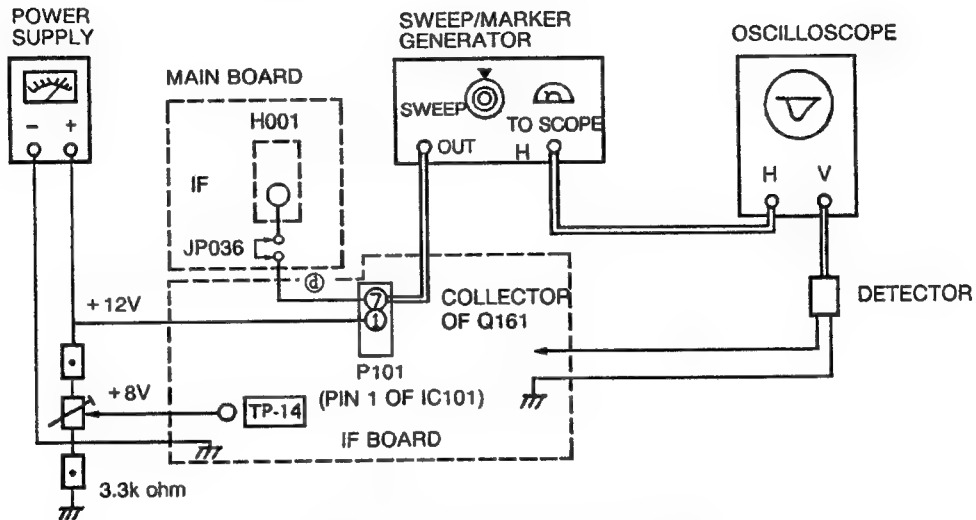 POWER
SUPPLY
- +
SWEEP/MARKER
GENERATOR
SWEEP
TO SCOPE
OUT
H
OSCILLOSCOPE
H V
MAIN BOARD
H001
IF
JP036
d
7
1
COLLECTOR
OF Q161
DETECTOR
+12V
P101
+8V
TP-14
(PIN 1 OF IC101)
IF BOARD
3.3k ohm